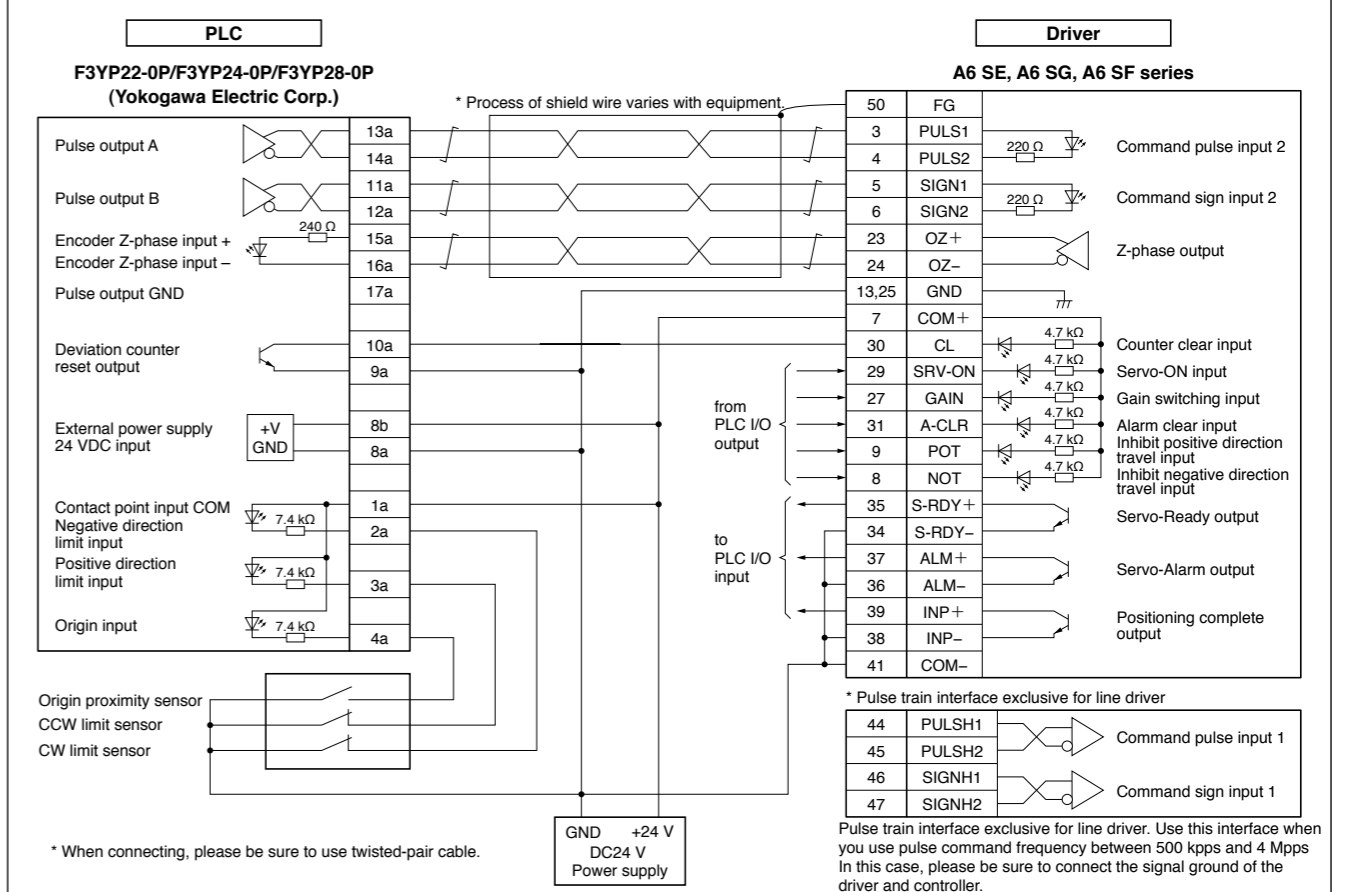 PLC
F3YP22-0P/F3YP24-0P/F3YP28-0P
(Yokogawa Electric Corp.)
Pulse output A
13a
14a
Pulse output B
11a
12a
240 Ω
Encoder Z-phase input +
15a
Encoder Z-phase input –
16a
Pulse output GND
17a
Deviation counter
reset output
10a
9a
External power supply
24 VDC input
+V
GND
8b
8a
Contact point input COM
1a
Negative direction
limit input
7.4 kΩ
2a
Positive direction
limit input
7.4 kΩ
3a
Origin input
7.4 kΩ
4a
Origin proximity sensor
CCW limit sensor
CW limit sensor
* When connecting, please be sure to use twisted-pair cable.
* Process of shield wire varies with equipment.
from
PLC I/O
output
to
PLC I/O
input
GND +24 V
DC24 V
Power supply
Driver
A6 SE, A6 SG, A6 SF series
50 FG
3 PULS1
4 PULS2
220 Ω
Command pulse input 2
5 SIGN1
6 SIGN2
220 Ω
Command sign input 2
23 OZ+
24 OZ–
Z-phase output
13,25 GND
7 COM+
30 CL
4.7 kΩ
Counter clear input
29 SRV-ON
4.7 kΩ
Servo-ON input
27 GAIN
4.7 kΩ
Gain switching input
31 A-CLR
4.7 kΩ
Alarm clear input
9 POT
4.7 kΩ
Inhibit positive direction
travel input
8 NOT
4.7 kΩ
Inhibit negative direction
travel input
35 S-RDY+
34 S-RDY–
Servo-Ready output
37 ALM+
36 ALM–
Servo-Alarm output
39 INP+
38 INP–
Positioning complete
output
41 COM–
* Pulse train interface exclusive for line driver
44 PULSH1
45 PULSH2
Command pulse input 1
46 SIGNH1
47 SIGNH2
Command sign input 1
Pulse train interface exclusive for line driver. Use this interface when
you use pulse command frequency between 500 kpps and 4 Mpps
In this case, please be sure to connect the signal ground of the
driver and controller.